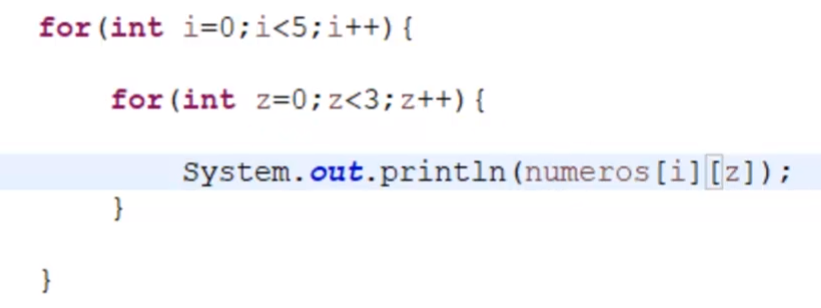 for(int i=0;i<5;i++){
for(int z=0;z<3;z++){
System.out.println(numeros[i][z]);
}
}